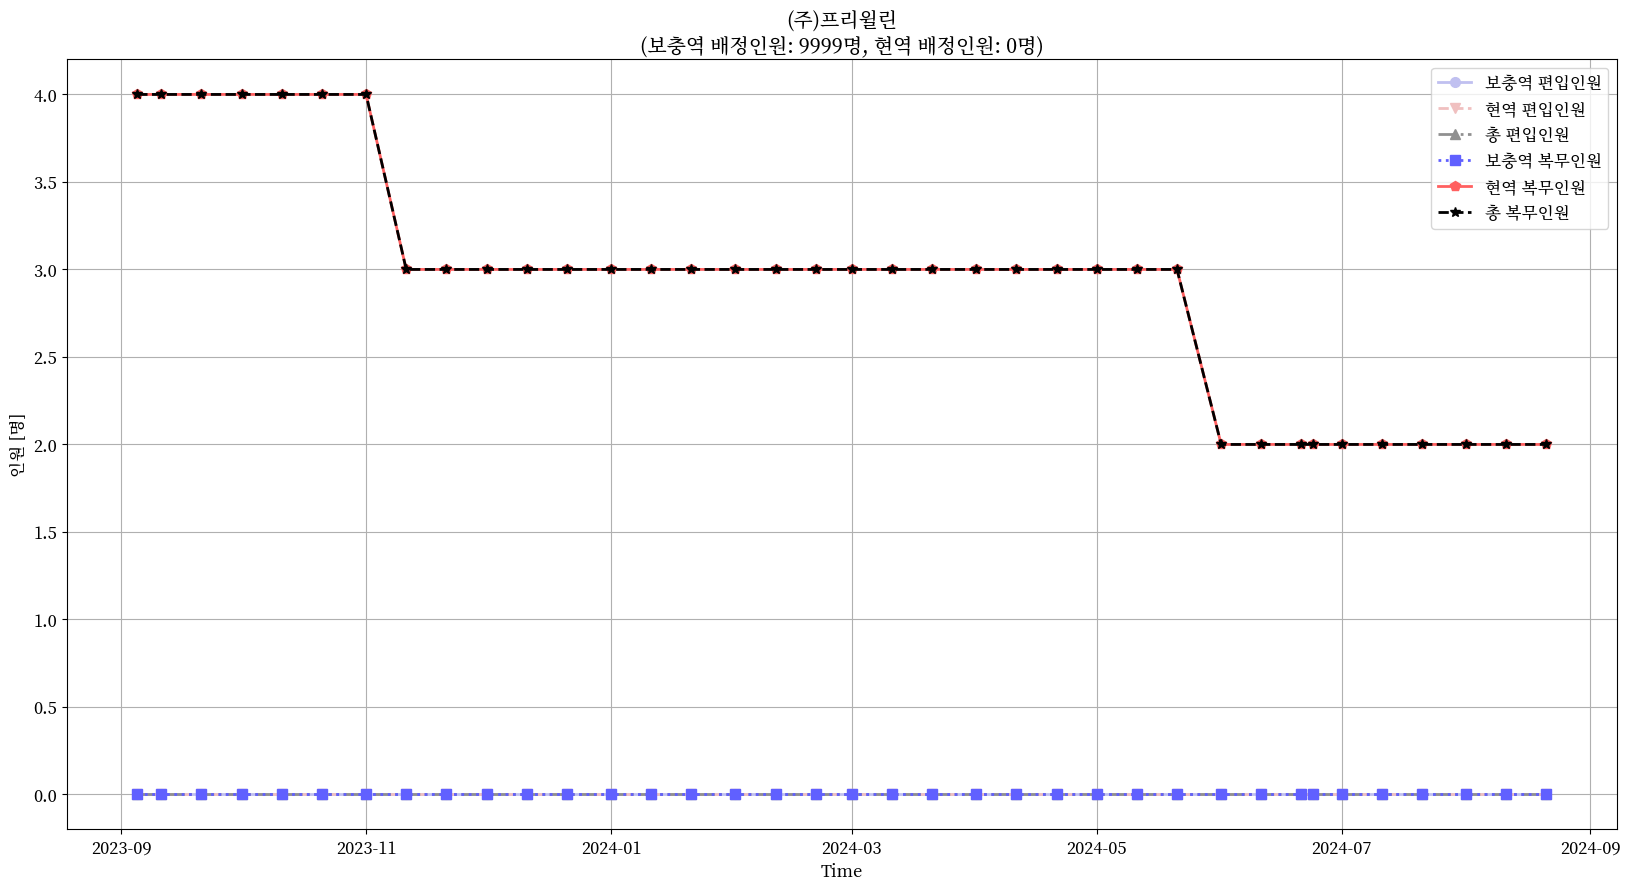 (주)프리윌린
(보충역 배정인원: 9999명, 현역 배정인원: 0명)
보충역 편입인원
현역 편입인원
총 편입인원
보충역 복무인원
현역 복무인원
총 복무인원
인원 [명]
4.0
3.5
3.0
2.5
2.0
1.5
1.0
0.5
0.0
2023-09 2023-11 2024-01 2024-03 2024-05 2024-07 2024-09
Time